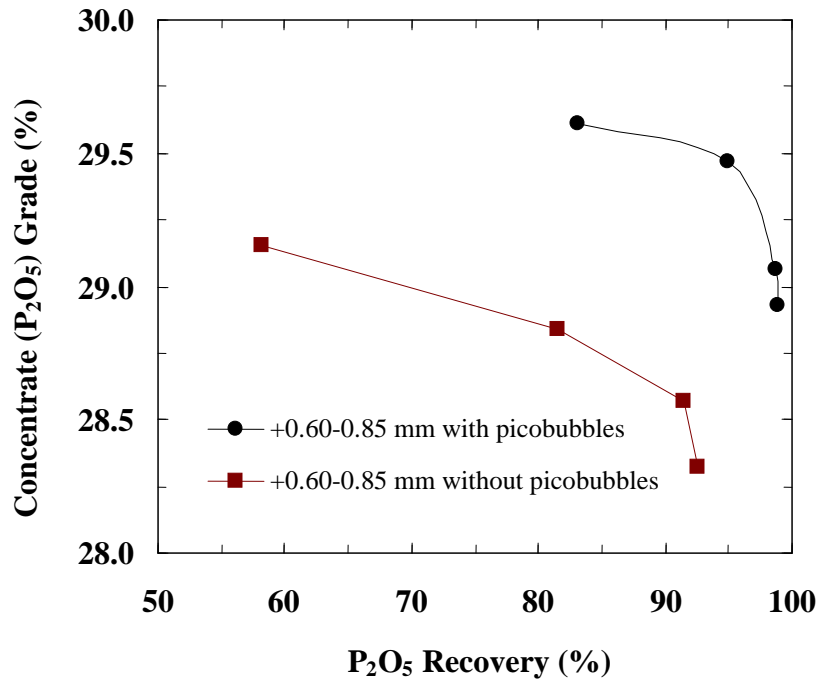 Concentrate (P₂O₅) Grade (%)
30.0
29.5
29.0
28.5
28.0
+0.60-0.85 mm with picobubbles
+0.60-0.85 mm without picobubbles
50 60 70 80 90 100
P₂O₅ Recovery (%)